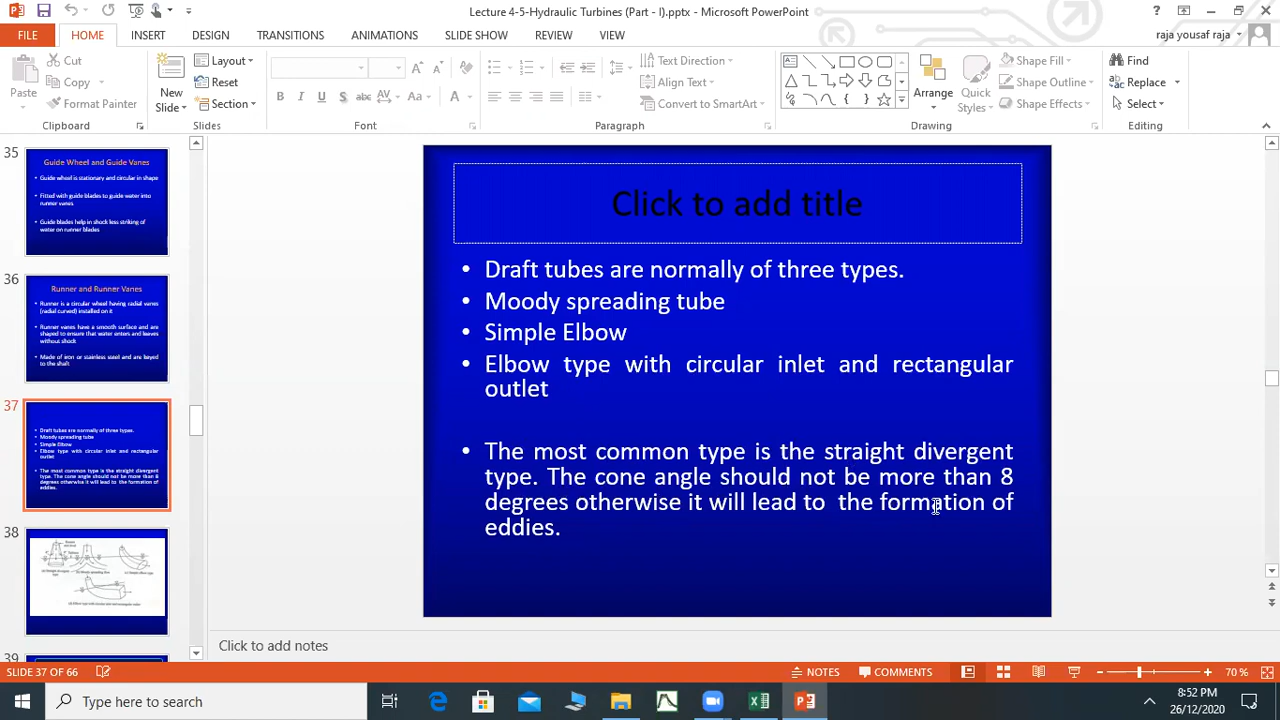 Lecture 4-5-Hydraulic Turbines (Part - I).pptx - Microsoft PowerPoint
?
FILE HOME INSERT DESIGN TRANSITIONS ANIMATIONS SLIDE SHOW REVIEW VIEW raja yousaf raja
Paste
Cut
Copy
Format Painter
Clipboard
New Slide
Layout
Reset
Section
Slides
B I U S abc AV Aa A
Font
Text Direction
Align Text
Convert to SmartArt
Paragraph
Arrange
Quick Styles
Shape Fill
Shape Outline
Shape Effects
Drawing
Find
Replace
Select
Editing
35
Guide Wheel and Guide Vanes
• Guide wheel is stationary and circular in shape
• Fitted with guide blades to guide water into
runner vanes
• Guide blades help in shock less striking of
water on runner blades
36
Runner and Runner Vanes
• Runner is a circular wheel having radial vanes
(radial curved) installed on it
• Runner vanes have a smooth surface and are
shaped to ensure that water enters and leaves
without shock
• Made of iron or stainless steel and are keyed
to the shaft
37
• Draft tubes are normally of three types.
• Moody spreading tube
• Simple Elbow
• Elbow type with circular inlet and rectangular
outlet
• The most common type is the straight divergent
type. The cone angle should not be more than 8
degrees otherwise it will lead to the formation of
eddies.
38
39
Click to add title
• Draft tubes are normally of three types.
• Moody spreading tube
• Simple Elbow
• Elbow type with circular inlet and rectangular
outlet
• The most common type is the straight divergent
type. The cone angle should not be more than 8
degrees otherwise it will lead to the formation of
eddies.
Click to add notes
SLIDE 37 OF 66 NOTES COMMENTS 70 %
Type here to search
8:52 PM
26/12/2020